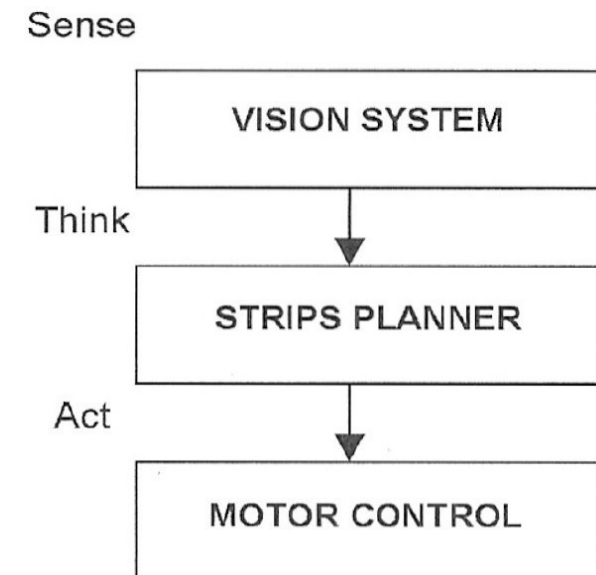 Sense
VISION SYSTEM
Think
STRIPS PLANNER
Act
MOTOR CONTROL